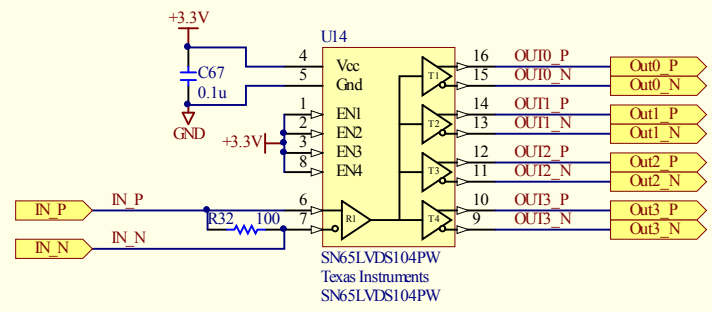 +3.3V
U14
C67
0.1u
GND
+3.3V
4 Vcc
5 Gnd
1 EN1
2 EN2
3 EN3
8 EN4
T1
T2
T3
T4
R1
16 OUT0_P Out0_P
15 OUT0_N Out0_N
14 OUT1_P Out1_P
13 OUT1_N Out1_N
12 OUT2_P Out2_P
11 OUT2_N Out2_N
10 OUT3_P Out3_P
9 OUT3_N Out3_N
IN_P IN_P 6
R32 100 7
IN_N IN_N
SN65LVDS104PW
Texas Instruments
SN65LVDS104PW